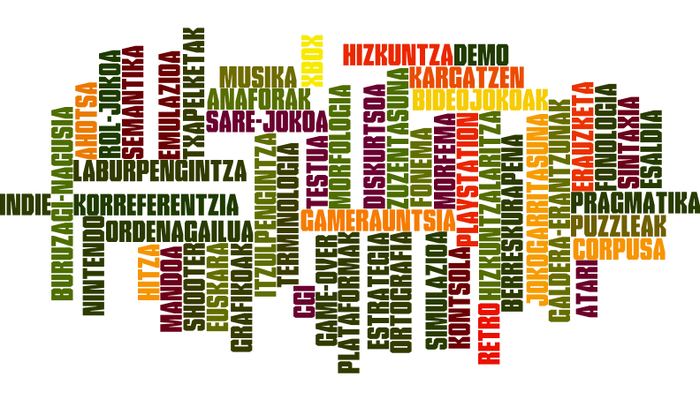 BURUZAGI-NAGUSIA
AHOTSA
ROL-JOKOA
SEMANTIKA
EMULAZIOA
TXAPELKETAK
MUSIKA
XBOX
HIZKUNTZA
DEMO
KARGATZEN
ANAFORAK
BIDEOJOKOAK
SARE-JOKOA
MORFOLOGIA
TESTUA
DISKURTSOA
ZUZENTASUNA
FONEMA
MORFEMA
PLAYSTATION
HIZKUNTZALARITZA
BERRESKURAPENA
JOKOGARRITASUNA
GALDERA-ERANTZUNAK
ERAUZKETA
FONOLOGIA
SINTAXIA
ESALDIA
LABURPENGINTZA
INDIE
KORREFERENTZIA
ORDENAGAILUA
ITZULPENGINTZA
TERMINOLOGIA
GAMERAUNTSIA
PRAGMATIKA
PUZZLEAK
CORPUSA
NINTENDO
HITZA
MANDOA
SHOOTER
EUSKARA
GRAFIKOAK
CGI
GAME-OVER
PLATAFORMAK
ESTRATEGIA
ORTOGRAFIA
SIMULAZIOA
KONTSOLA
RETRO
ATARI